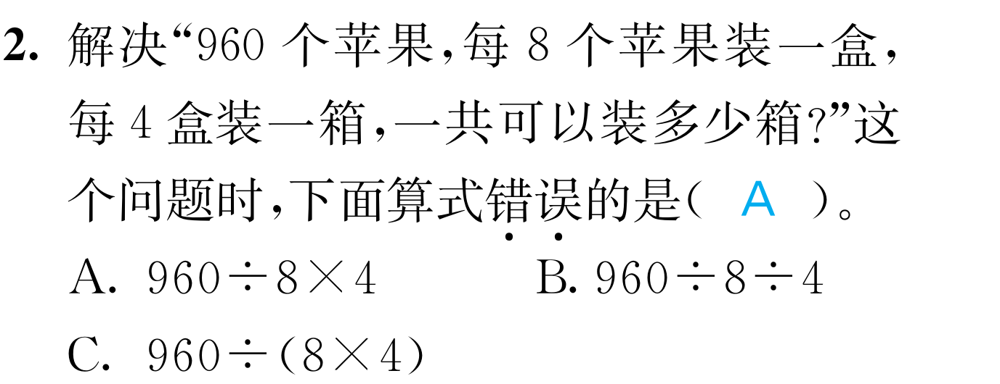 2. 解决“960 个苹果,每 8 个苹果装一盒,
每 4 盒装一箱,一共可以装多少箱?”这
个问题时,下面算式错误的是( A )。
A. 960÷8×4 B. 960÷8÷4
C. 960÷(8×4)